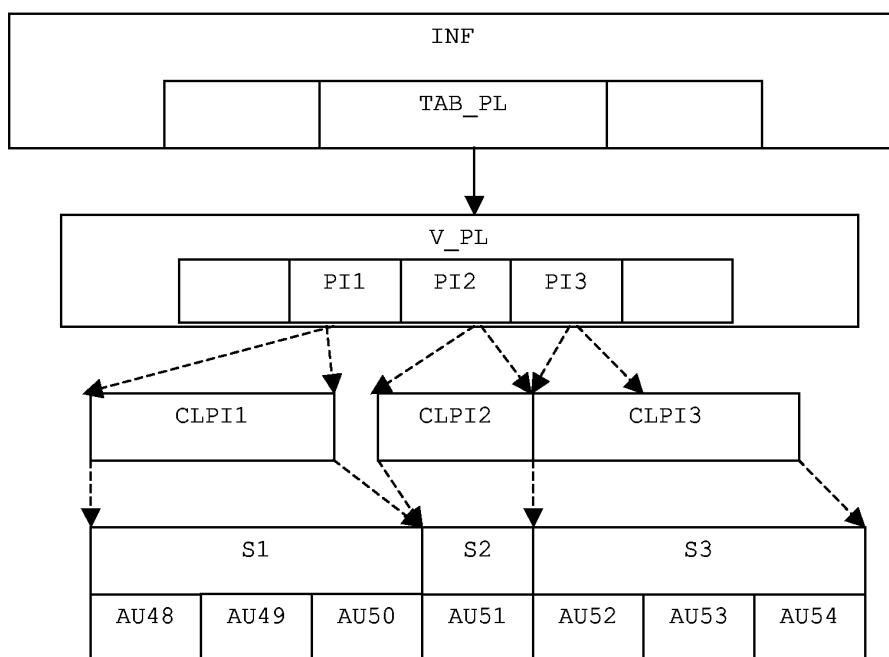 INF
TAB_PL
V_PL
PI1 PI2 PI3
CLPI1 CLPI2 CLPI3
S1 S2 S3
AU48 AU49 AU50 AU51 AU52 AU53 AU54